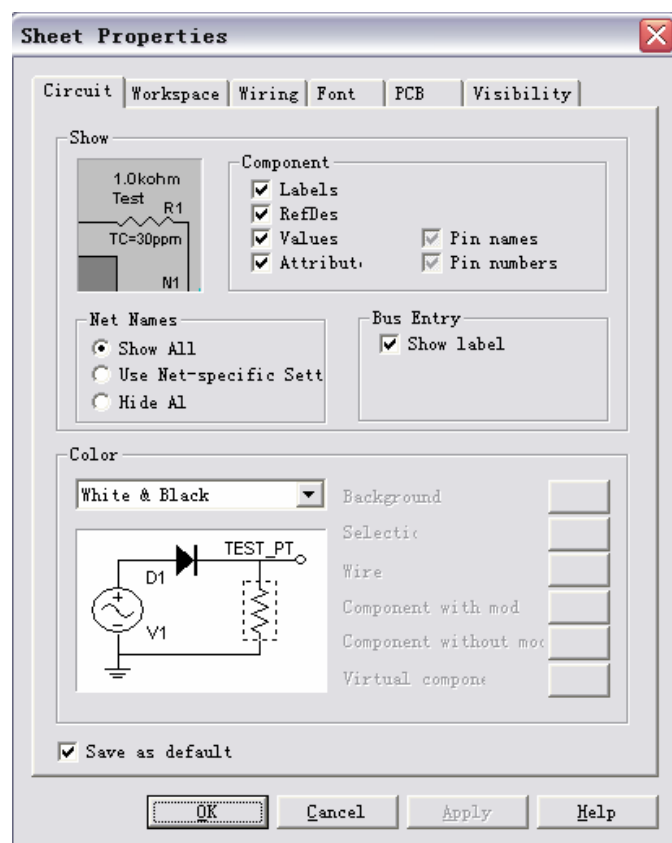 Sheet Properties
Circuit Workspace Wiring Font PCB Visibility
Show
1.0kohm
Test R1
TC=30ppm
N1
Component
Labels
RefDes
Values
Attribut
Pin names
Pin numbers
Net Names
Show All
Use Net-specific Sett
Hide Al
Bus Entry
Show label
Color
White & Black
TEST_PT
D1
V1
Background
Selectic
Wire
Component with mod
Component without moc
Virtual compone
Save as default
OK Cancel Apply Help